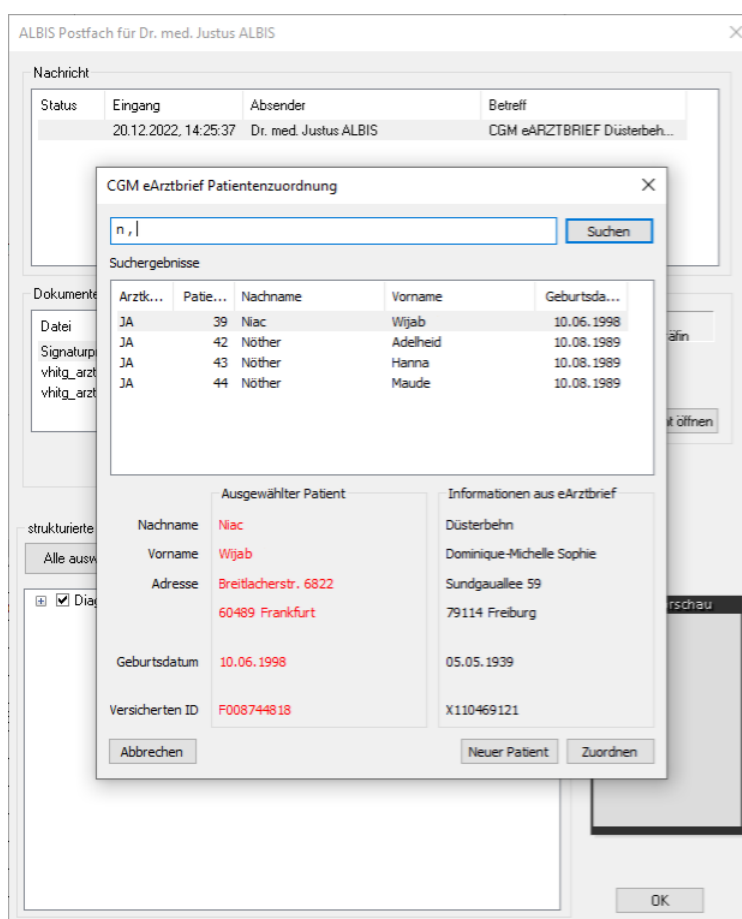 ALBIS Postfach für Dr. med. Justus ALBIS
Nachricht
Status Eingang Absender Betreff
20.12.2022, 14:25:37 Dr. med. Justus ALBIS CGM eARZTBRIEF Düsterbeh...
CGM eArztbrief Patientenzuordnung
n,
Suchen
Suchergebnisse
Dokumente
Arztk... Patie... Nachname Vorname Geburtsda...
Datei
JA 39 Niac Wijab 10.06.1998
JA 42 Nöther Adelheid 10.08.1989
äfin
Signaturp
JA 43 Nöther Hanna 10.08.1989
vhitg_arzt
JA 44 Nöther Maude 10.08.1989
vhitg_arzt
t öffnen
Ausgewählter Patient Informationen aus eArztbrief
strukturierte
Nachname Niac Düsterbehn
Alle ausw
Vorname Wijab Dominique-Michelle Sophie
Adresse Breitlacherstr. 6822 Sundgauallee 59
Diag
60489 Frankfurt 79114 Freiburg
rschau
Geburtsdatum 10.06.1998 05.05.1939
Versicherten ID F008744818 X110469121
Abbrechen Neuer Patient Zuordnen
OK